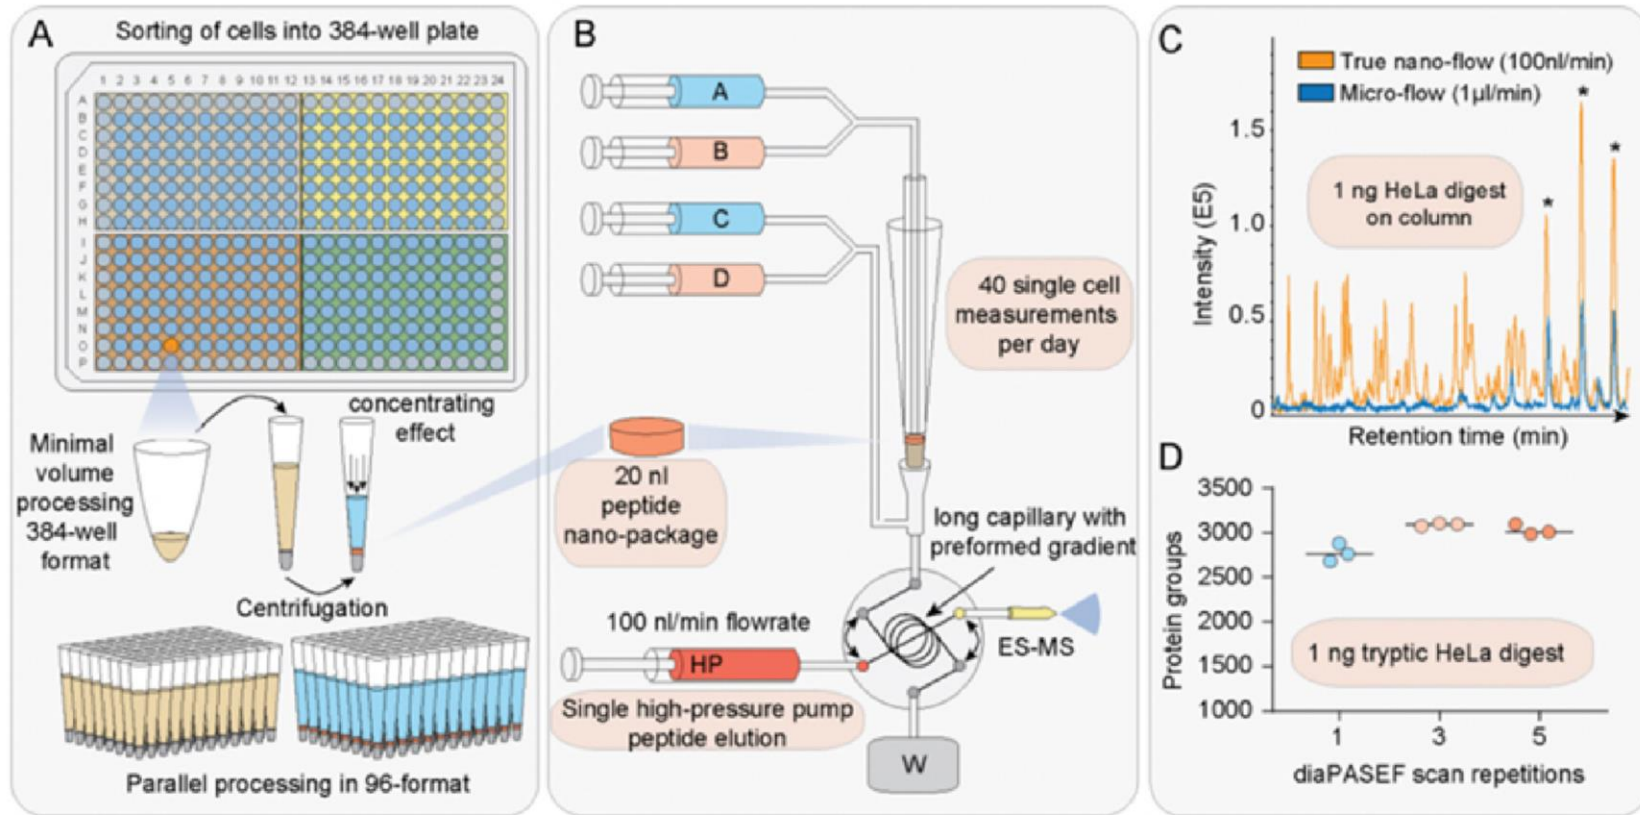 A
Sorting of cells into 384-well plate
1 2 3 4 5 6 7 8 9 10 11 12 13 14 15 16 17 18 19 20 21 22 23 24
A
B
C
D
E
F
G
H
I
J
K
L
M
N
O
P
Minimal
volume
processing
384-well
format
concentrating
effect
Centrifugation
Parallel processing in 96-format
B
A
B
C
D
40 single cell
measurements
per day
20 nl
peptide
nano-package
long capillary with
preformed gradient
100 nl/min flowrate
HP
ES-MS
Single high-pressure pump
peptide elution
W
C
True nano-flow (100nl/min)
Micro-flow (1µl/min)
1 ng HeLa digest
on column
* * *
Intensity (E5)
1.5
1.0
0.5
0
Retention time (min)
D
Protein groups
3500
3000
2500
2000
1500
1000
1 ng tryptic HeLa digest
1 3 5
diaPASEF scan repetitions